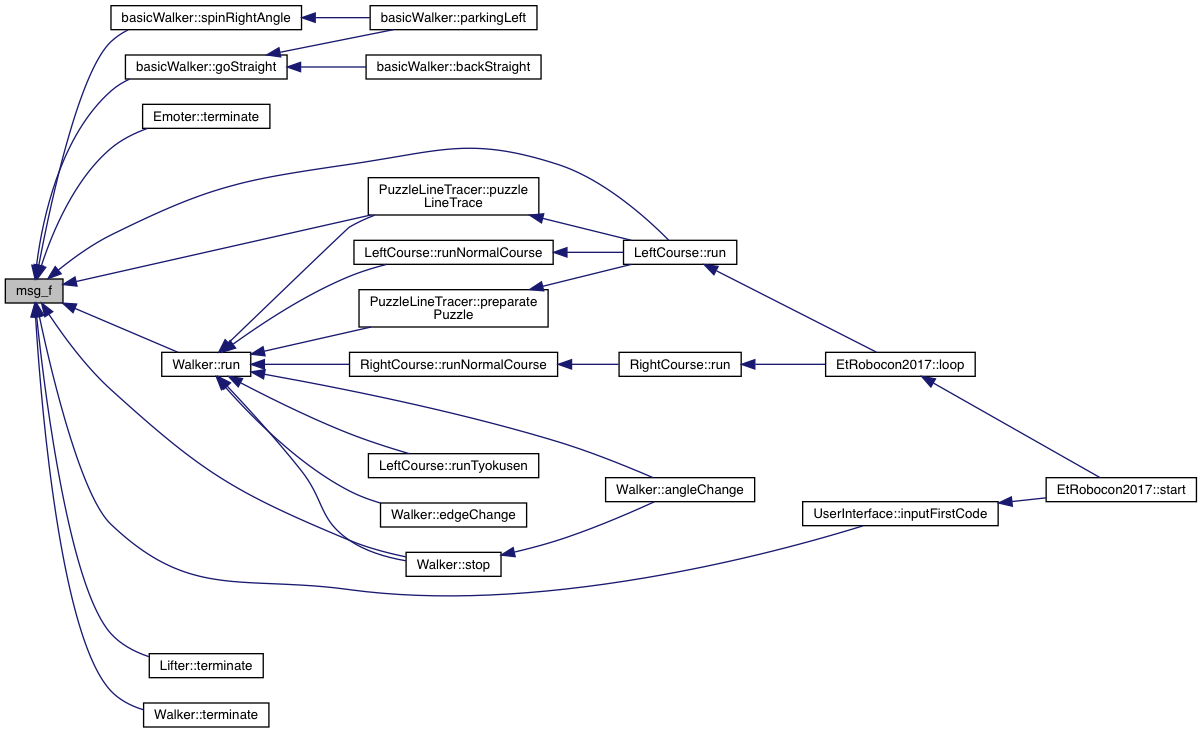 basicWalker::spinRightAngle
basicWalker::parkingLeft
basicWalker::goStraight
basicWalker::backStraight
Emoter::terminate
PuzzleLineTracer::puzzle
LineTrace
LeftCourse::runNormalCourse
LeftCourse::run
msg_f
PuzzleLineTracer::preparate
Puzzle
Walker::run
RightCourse::runNormalCourse
RightCourse::run
EtRobocon2017::loop
LeftCourse::runTyokusen
Walker::angleChange
EtRobocon2017::start
Walker::edgeChange
UserInterface::inputFirstCode
Walker::stop
Lifter::terminate
Walker::terminate